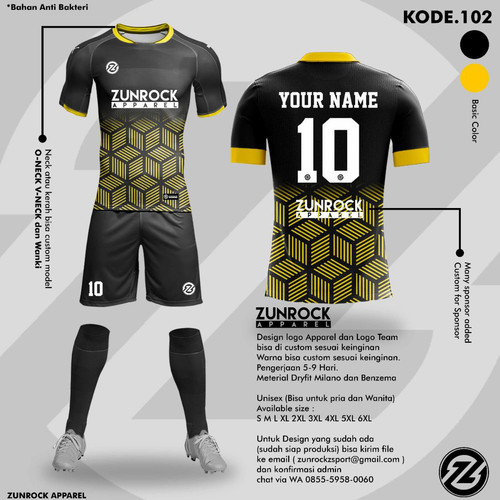 *Bahan Anti Bakteri
KODE.102
Basic Color
ZUNROCK
APPAREL
Neck atau kerah bisa custom model
O-NECK V-NECK dan Wanki
10
YOUR NAME
10
ZUNROCK
APPAREL
Many sponsor added
Custom for Sponsor
ZUNROCK
APPAREL
Design logo Apparel dan Logo Team
bisa di custom sesuai keinginan
Warna bisa custom sesuai keinginan.
Pengerjaan 5-9 Hari.
Meterial Dryfit Milano dan Benzema
Unisex (Bisa untuk pria dan Wanita)
Available size :
S M L XL 2XL 3XL 4XL 5XL 6XL
Untuk Design yang sudah ada
(sudah siap produksi) bisa kirim file
ke email ( zunrockzsport@gmail.com )
dan konfirmasi admin
chat via WA 0855-5958-0060
ZUNROCK APPAREL